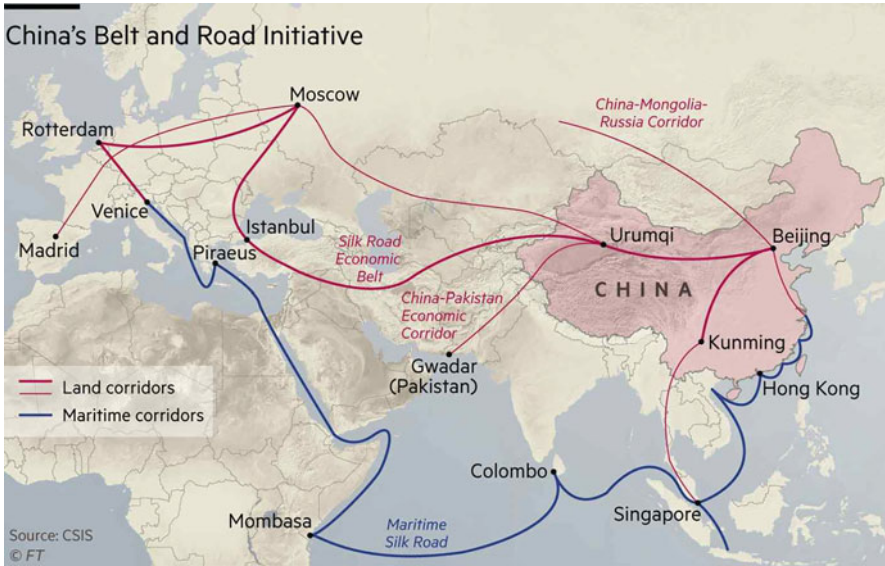 China's Belt and Road Initiative
Moscow
China-Mongolia-
Russia Corridor
Rotterdam
Venice
Madrid
Istanbul
Piraeus
Silk Road
Economic
Belt
Urumqi
Beijing
CHINA
China-Pakistan
Economic
Corridor
Kunming
Gwadar
(Pakistan)
Hong Kong
Land corridors
Maritime corridors
Colombo
Singapore
Mombasa
Maritime
Silk Road
Source: CSIS
© FT